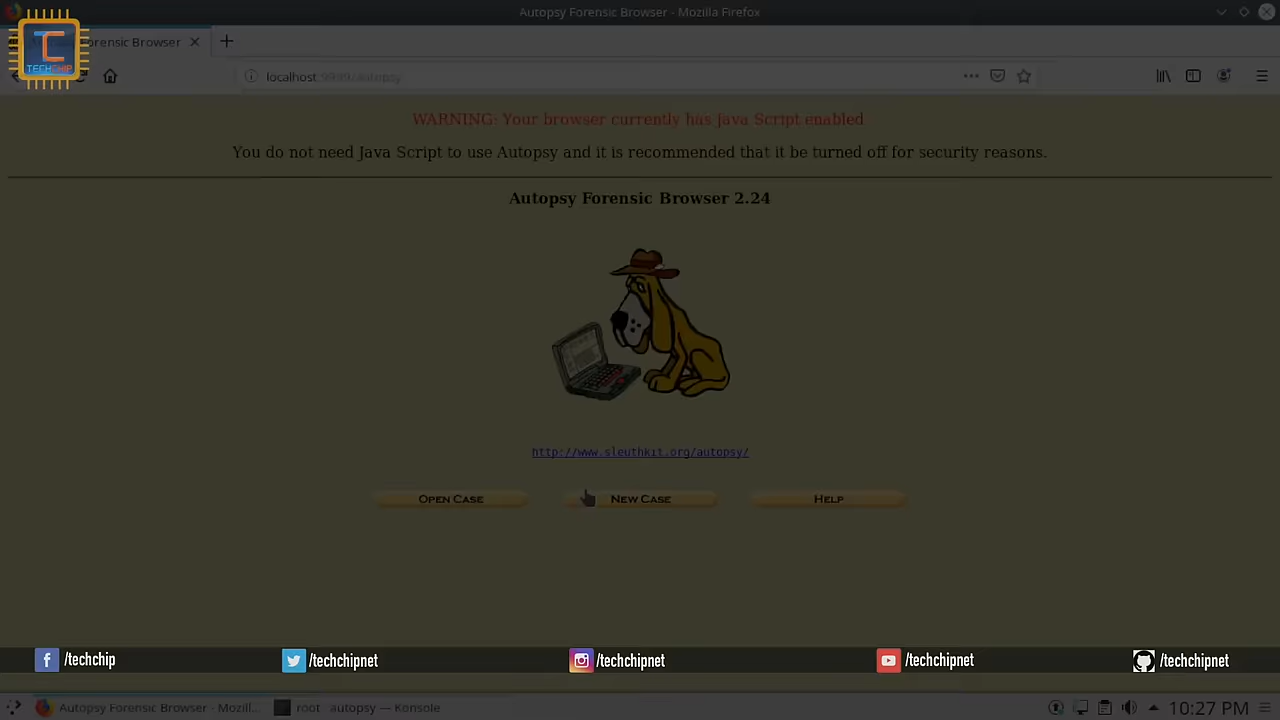 Autopsy Forensic Browser - Mozilla Firefox
TECHCHIP
Forensic Browser
localhost:9999/autopsy
WARNING: Your browser currently has Java Script enabled
You do not need Java Script to use Autopsy and it is recommended that it be turned off for security reasons.
Autopsy Forensic Browser 2.24
http://www.sleuthkit.org/autopsy/
OPEN CASE
NEW CASE
HELP
/techchip
/techchipnet
/techchipnet
/techchipnet
/techchipnet
Autopsy Forensic Browser - Mozill...
root autopsy — Konsole
10:27 PM